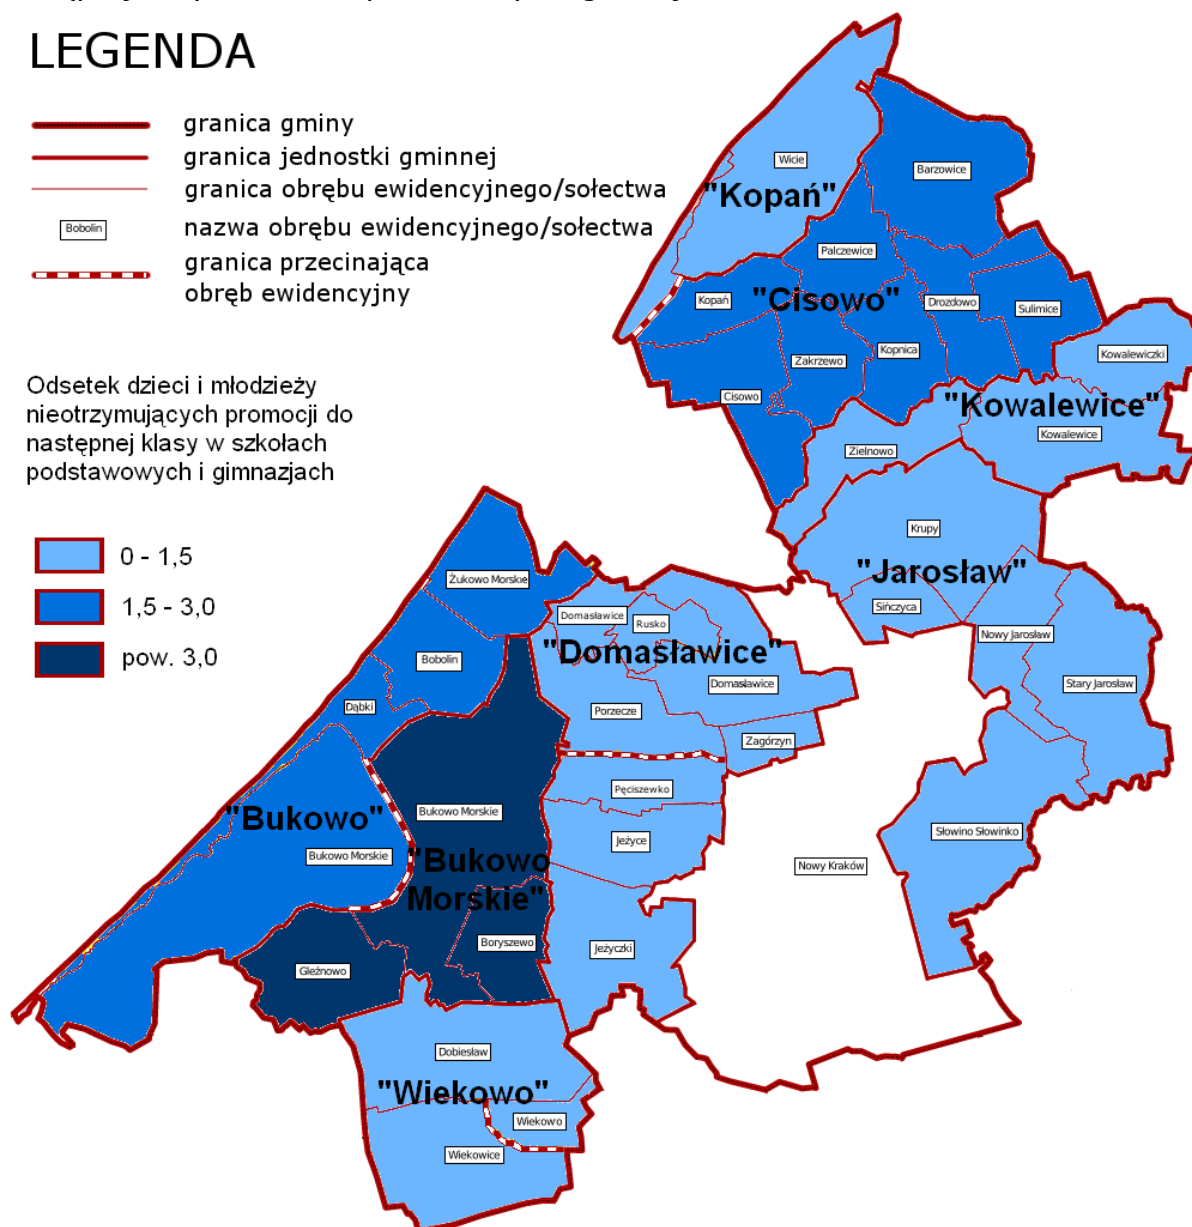 LEGENDA
granica gminy
granica jednostki gminnej
granica obrębu ewidencyjnego/sołectwa
Bobolin
nazwa obrębu ewidencyjnego/sołectwa
granica przecinająca
obręb ewidencyjny
Odsetek dzieci i młodzieży
nieotrzymujących promocji do
następnej klasy w szkołach
podstawowych i gimnazjach
0 - 1,5
1,5 - 3,0
pow. 3,0
Wicie
"Kopań"
Barzowice
Palczewice
Kopań
"Cisowo"
Drozdowo
Sulimice
Zakrzewo
Kopnica
Kowalewiczki
Cisowo
"Kowalewice"
Kowalewice
Zielnowo
Krupy
"Jarosław"
Sińczyca
Nowy Jarosław
Stary Jarosław
Słowino Słowinko
Nowy Kraków
Żukowo Morskie
Bobolin
Dąbki
Domasławice
Rusko
"Domasławice"
Domasławice
Porzecze
Zagórzyn
Pęciszewko
Jeżyce
Jeżyczki
"Bukowo"
Bukowo Morskie
Bukowo Morskie
"Bukowo
Morskie"
Boryszewo
Gleźnowo
Dobiesław
"Wiekowo"
Wiekowo
Wiekowice